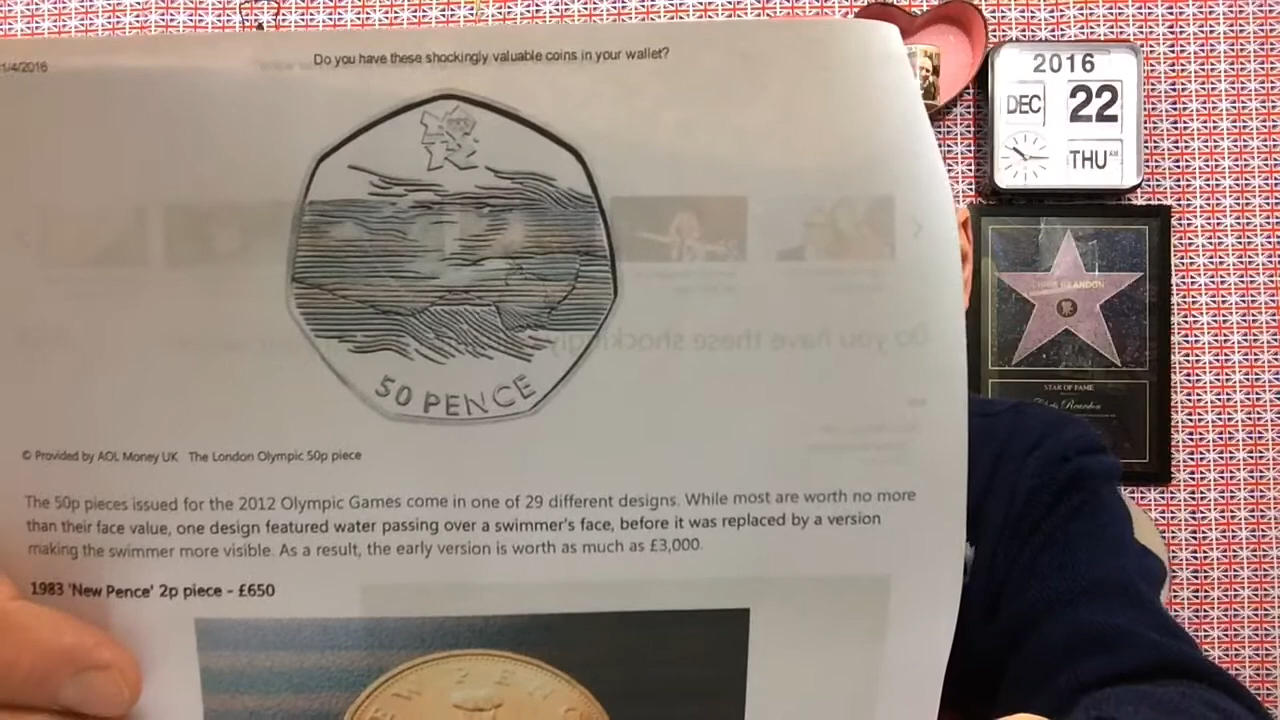 1/4/2016
Do you have these shockingly valuable coins in your wallet?
50 PENCE
© Provided by AOL Money UK The London Olympic 50p piece
The 50p pieces issued for the 2012 Olympic Games come in one of 29 different designs. While most are worth no more
than their face value, one design featured water passing over a swimmer's face, before it was replaced by a version
making the swimmer more visible. As a result, the early version is worth as much as £3,000.
1983 'New Pence' 2p piece - £650
NEW PENCE
2016
DEC
22
THU
STAR OF FAME
Chris Reandon